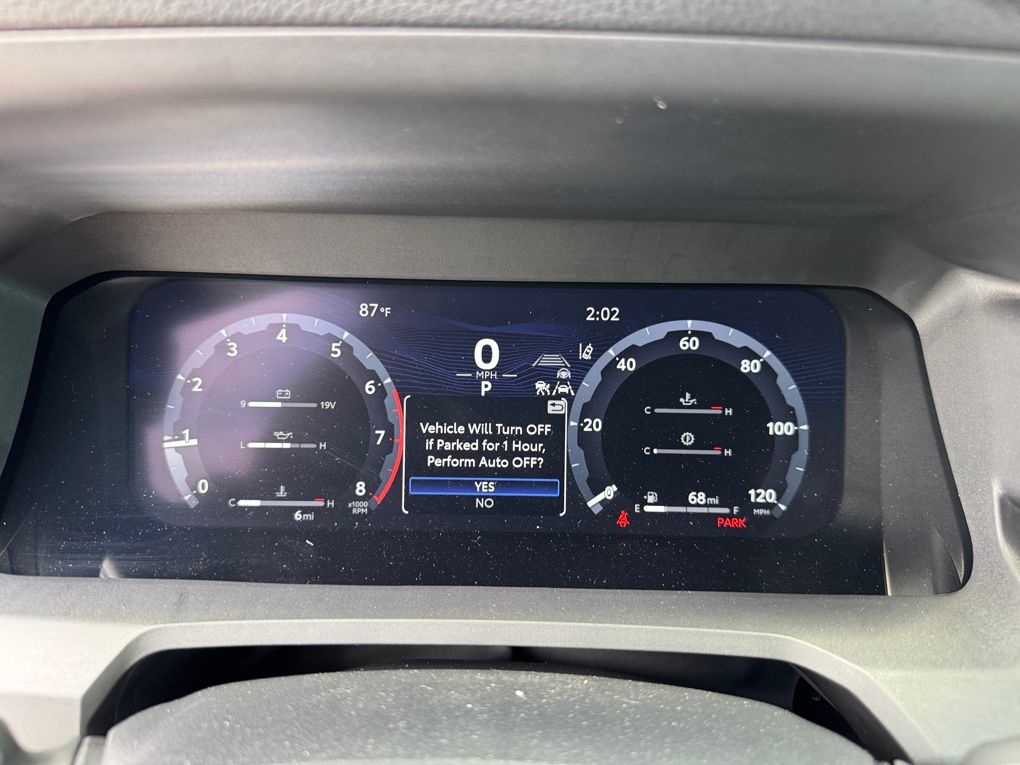 87°F
2:02
0
MPH
P
0
1
2
3
4
5
6
7
8
x1000
RPM
9
19V
L
H
C
H
6mi
Vehicle Will Turn OFF
if Parked for 1 Hour,
Perform Auto OFF?
YES
NO
0
20
40
60
80
100
120
MPH
C
H
C
H
68mi
E
F
PARK